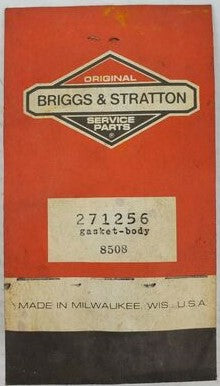 ORIGINAL
BRIGGS & STRATTON
SERVICE
PARTS
®
271256
gasket-body
8508
MADE IN MILWAUKEE, WIS. U.S.A.